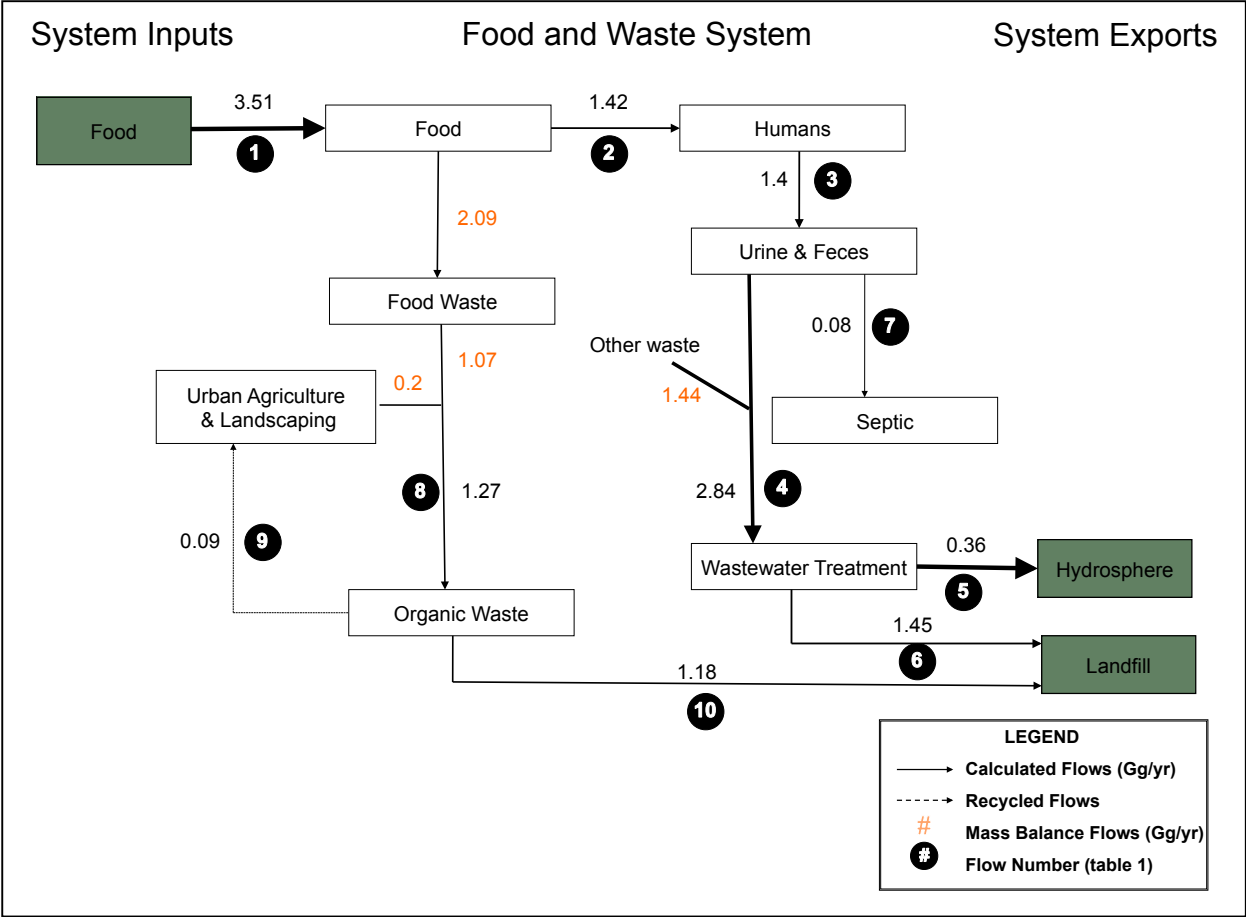 System Inputs
Food and Waste System
System Exports
3.51
1.42
Food
Food
Humans
1
2
1.4
3
2.09
Urine & Feces
Food Waste
0.08
7
Other waste
1.07
0.2
1.44
Urban Agriculture
& Landscaping
Septic
8
1.27
2.84
4
0.09
9
0.36
Wastewater Treatment
Hydrosphere
5
Organic Waste
1.45
6
Landfill
1.18
10
LEGEND
Calculated Flows (Gg/yr)
Recycled Flows
# Mass Balance Flows (Gg/yr)
# Flow Number (table 1)